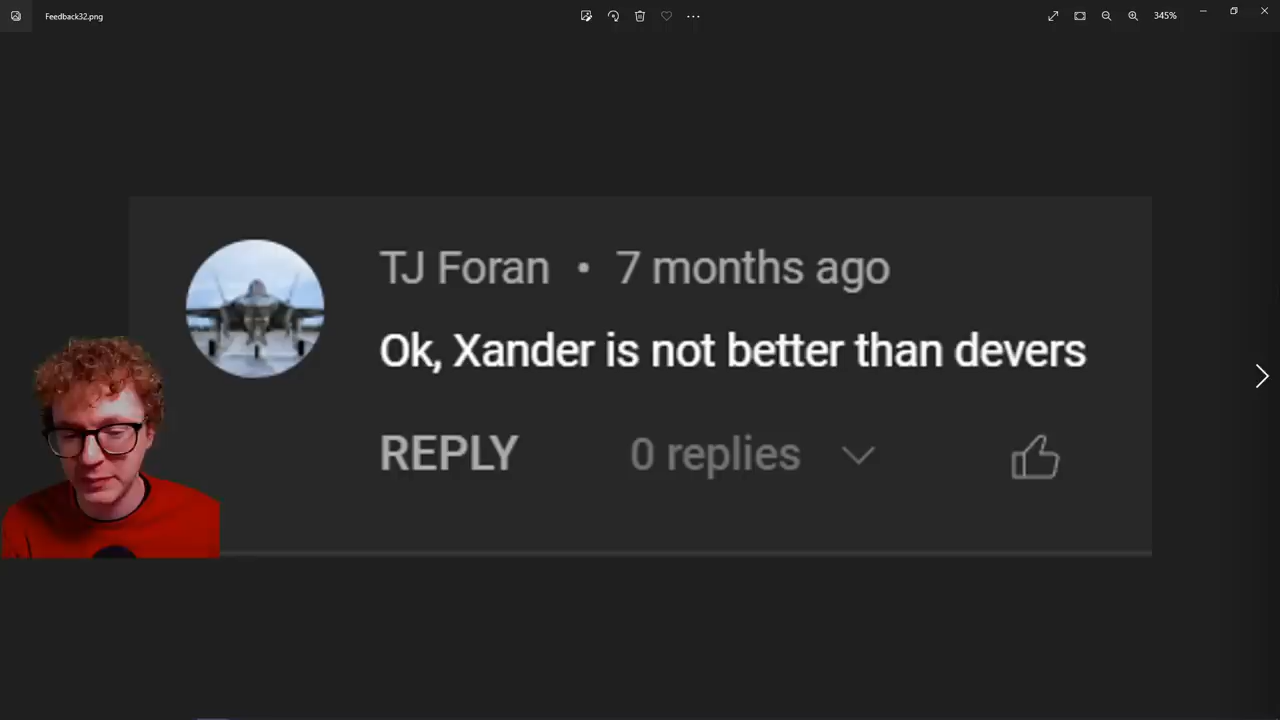 Feedback32.png
345%
TJ Foran • 7 months ago
Ok, Xander is not better than devers
REPLY 0 replies